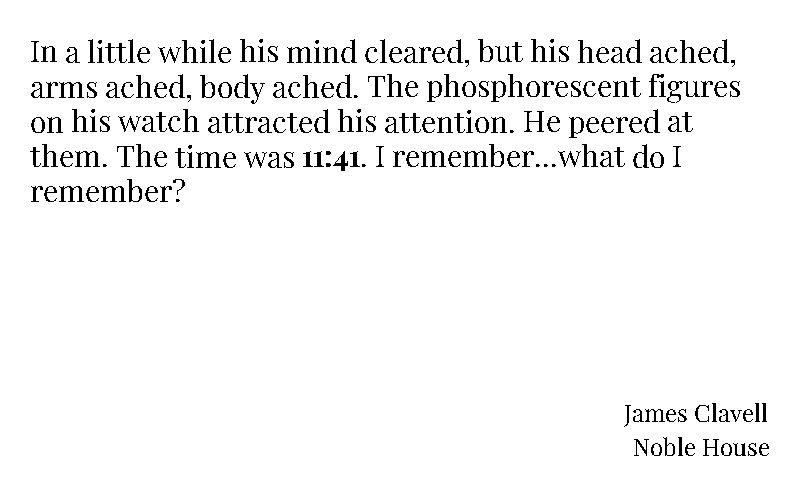 In a little while his mind cleared, but his head ached,
arms ached, body ached. The phosphorescent figures
on his watch attracted his attention. He peered at
them. The time was 11:41. I remember...what do I
remember?
James Clavell
Noble House